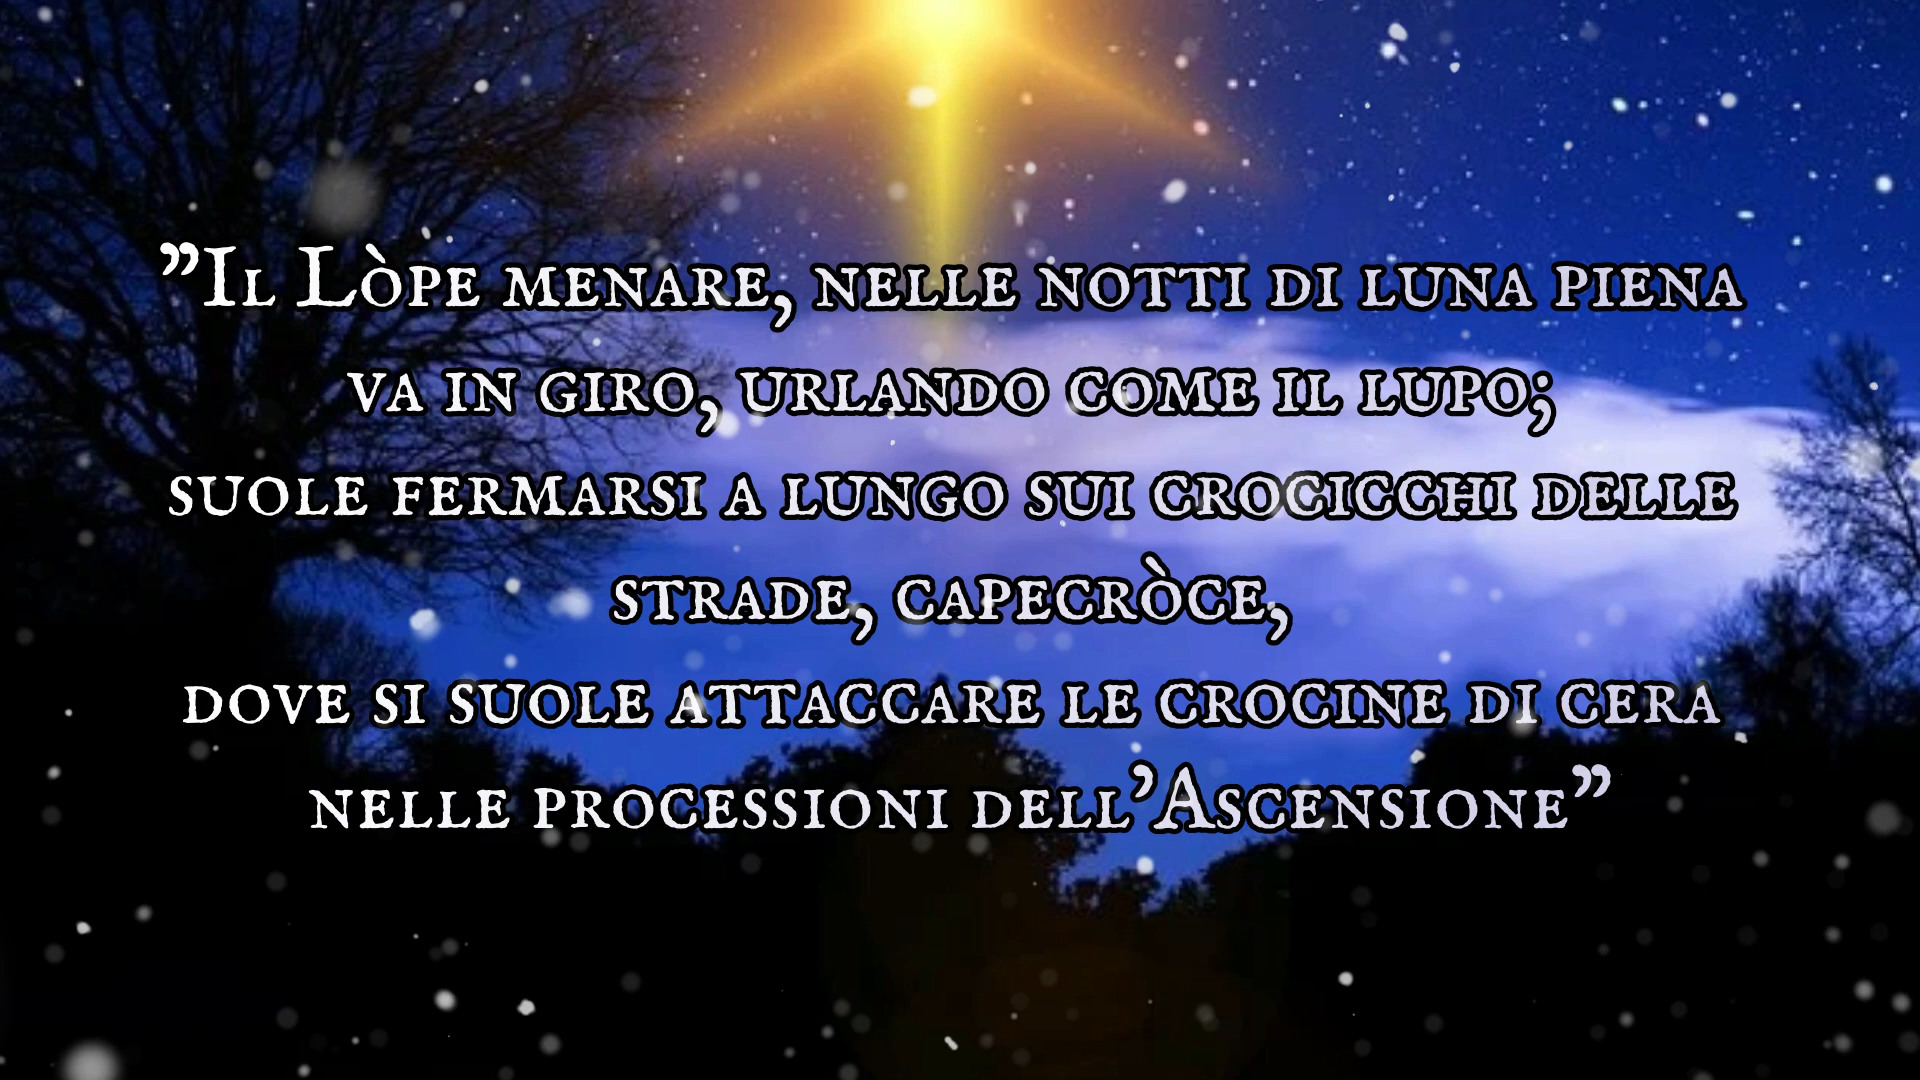 ”Il Lòpe menare, nelle notti di luna piena
va in giro, urlando come il lupo;
suole fermarsi a lungo sui crocicchi delle
strade, capecròce,
dove si suole attaccare le crocine di cera
nelle processioni dell’Ascensione”